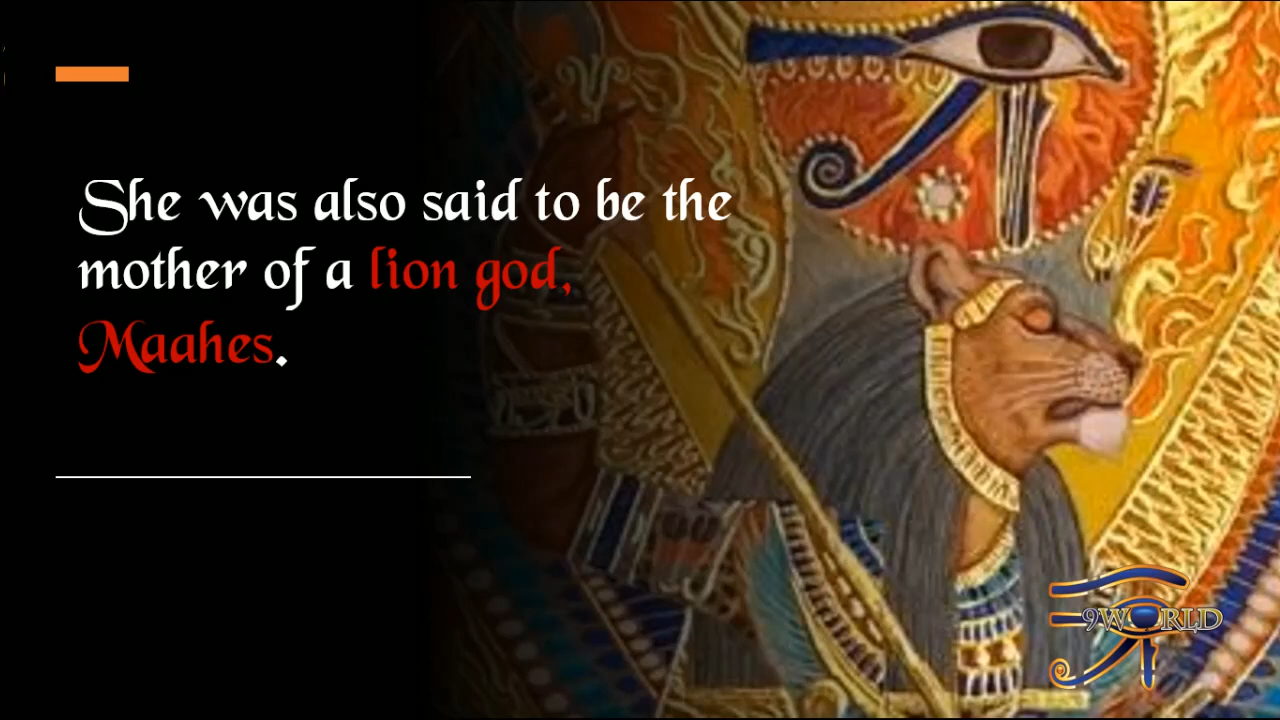 She was also said to be the
mother of a lion god,
Maahes.
9WORLD